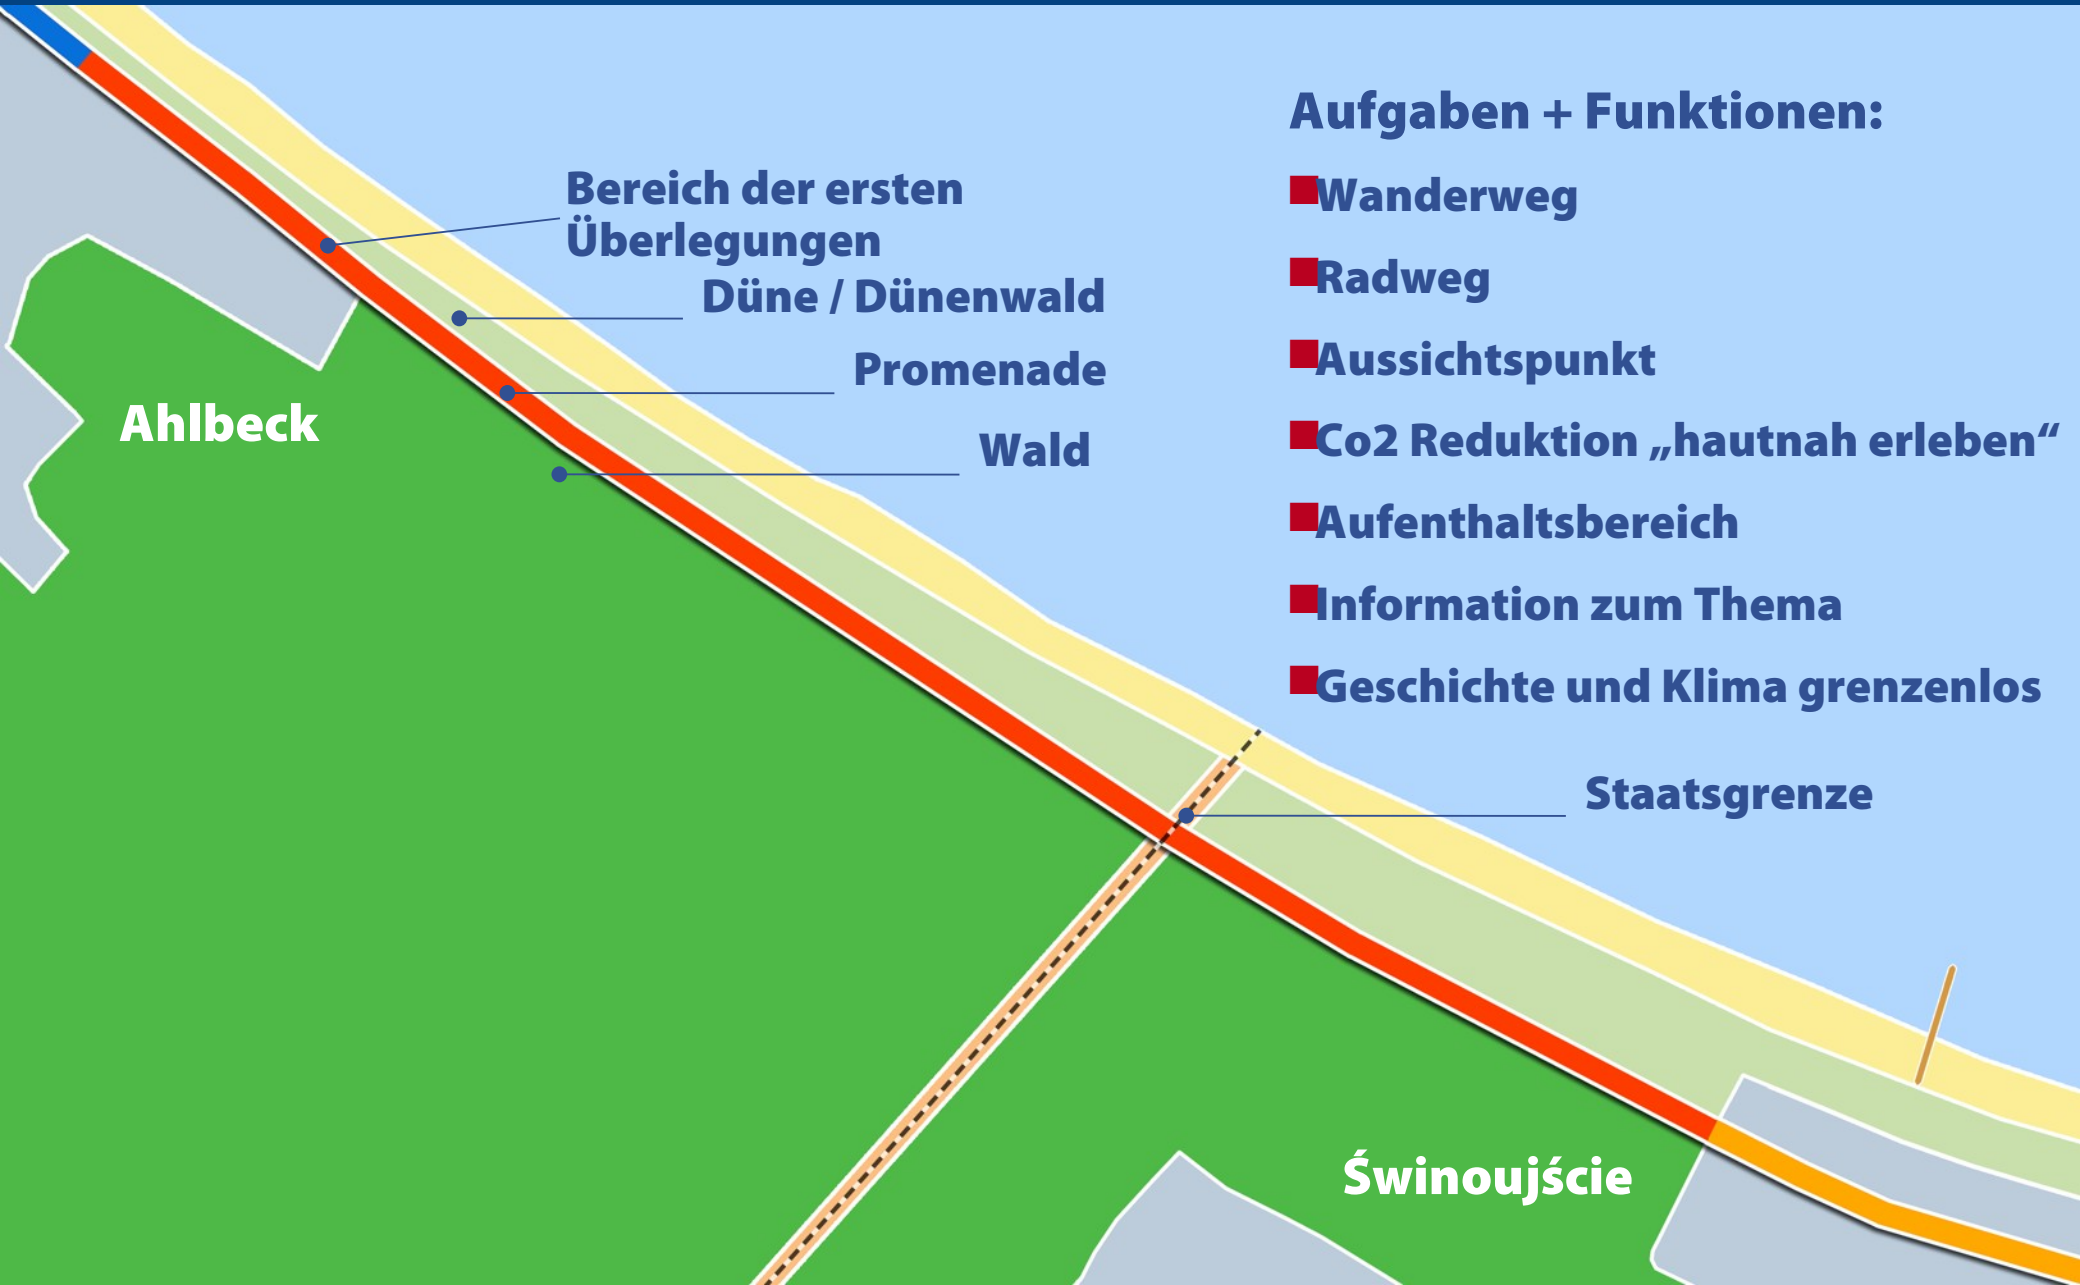 Aufgaben + Funktionen:
Wanderweg
Radweg
Aussichtspunkt
Co2 Reduktion „hautnah erleben“
Aufenthaltsbereich
Information zum Thema
Geschichte und Klima grenzenlos
Bereich der ersten
Überlegungen
Düne / Dünenwald
Promenade
Wald
Ahlbeck
Staatsgrenze
Świnoujście